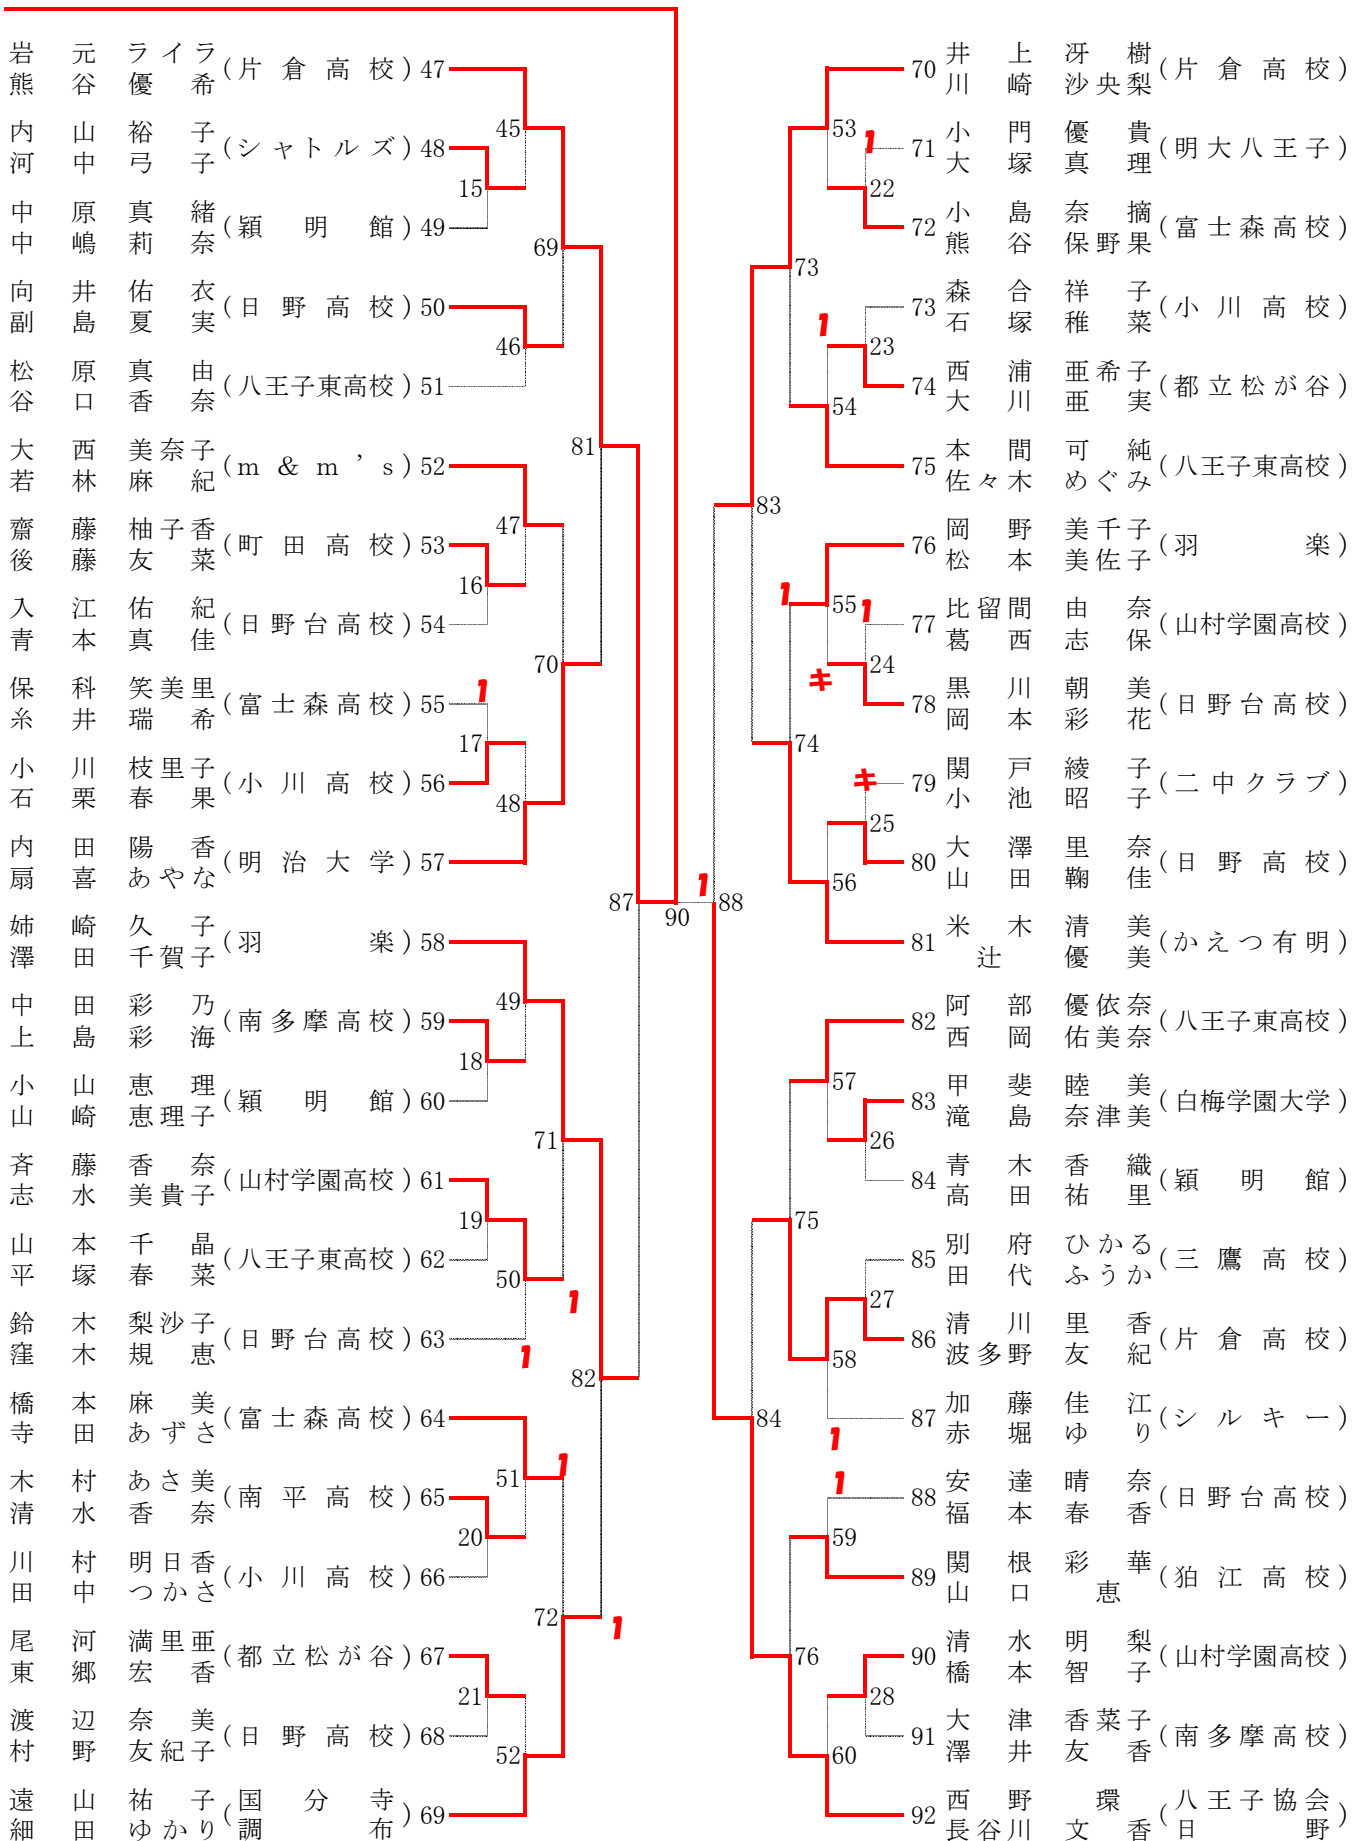 岩元ライラ
熊谷優希 (片倉高校) 47
内山裕子
河中弓子 (シャトルズ) 48
中原真緒
中嶋莉奈 (穎明館) 49
向井佑衣
副島夏実 (日野高校) 50
松原真由
谷口香奈 (八王子東高校) 51
大西美奈子
若林麻紀 (m&m's) 52
齋藤柚子香
後藤友菜 (町田高校) 53
入江佑紀
青本真佳 (日野台高校) 54
保科笑美里
糸井瑞希 (富士森高校) 55
小川枝里子
石栗春果 (小川高校) 56
内田陽香
扇喜あやな (明治大学) 57
姉崎久子
澤田千賀子 (羽楽) 58
中田彩乃
上島彩海 (南多摩高校) 59
小山恵理
山崎恵理子 (穎明館) 60
斉藤香奈
志水美貴子 (山村学園高校) 61
山本千晶
平塚春菜 (八王子東高校) 62
鈴木梨沙子
窪木規恵 (日野台高校) 63
橋本麻美
寺田あずさ (富士森高校) 64
木村あさ美
清水香奈 (南平高校) 65
川村明日香
田中つかさ (小川高校) 66
尾河満里亜
東郷宏香 (都立松が谷) 67
渡辺奈美
村野友紀子 (日野高校) 68
遠山祐子 (国分寺
細田ゆかり 調布) 69
45
15
69
46
81
47
16
70
1
17
48
87
49
18
71
19
50
1
1
82
51
1
20
72
1
21
52
90
1
88
70 井上冴樹
川崎沙央梨 (片倉高校)
71 小門優貴
大塚真理 (明大八王子)
72 小島奈摘
熊谷保野果 (富士森高校)
73 森合祥子
石塚稚菜 (小川高校)
74 西浦亜希子
大川亜実 (都立松が谷)
75 本間可純
佐々木めぐみ (八王子東高校)
76 岡野美千子
松本美佐子 (羽楽)
77 比留間由奈
葛西志保 (山村学園高校)
78 黒川朝美
岡本彩花 (日野台高校)
79 関戸綾子
小池昭子 (二中クラブ)
80 大澤里奈
山田鞠佳 (日野高校)
81 米木清美
辻優美 (かえつ有明)
82 阿部優依奈
西岡佑美奈 (八王子東高校)
83 甲斐睦美
滝島奈津美 (白梅学園大学)
84 青木香織
高田祐里 (穎明館)
85 別府ひかる
田代ふうか (三鷹高校)
86 清川里香
波多野友紀 (片倉高校)
87 加藤佳江
赤堀ゆり (シルキー)
88 安達晴奈
福本春香 (日野台高校)
89 関根彩華
山口恵 (狛江高校)
90 清水明梨
橋本智子 (山村学園高校)
91 大津香菜子
澤井友香 (南多摩高校)
92 西野環 (八王子協会
長谷川文香 日野)
53
1
22
73
1
23
54
83
1
55
1
24
キ
74
キ
25
56
57
26
75
27
58
1
84
1
59
76
28
60